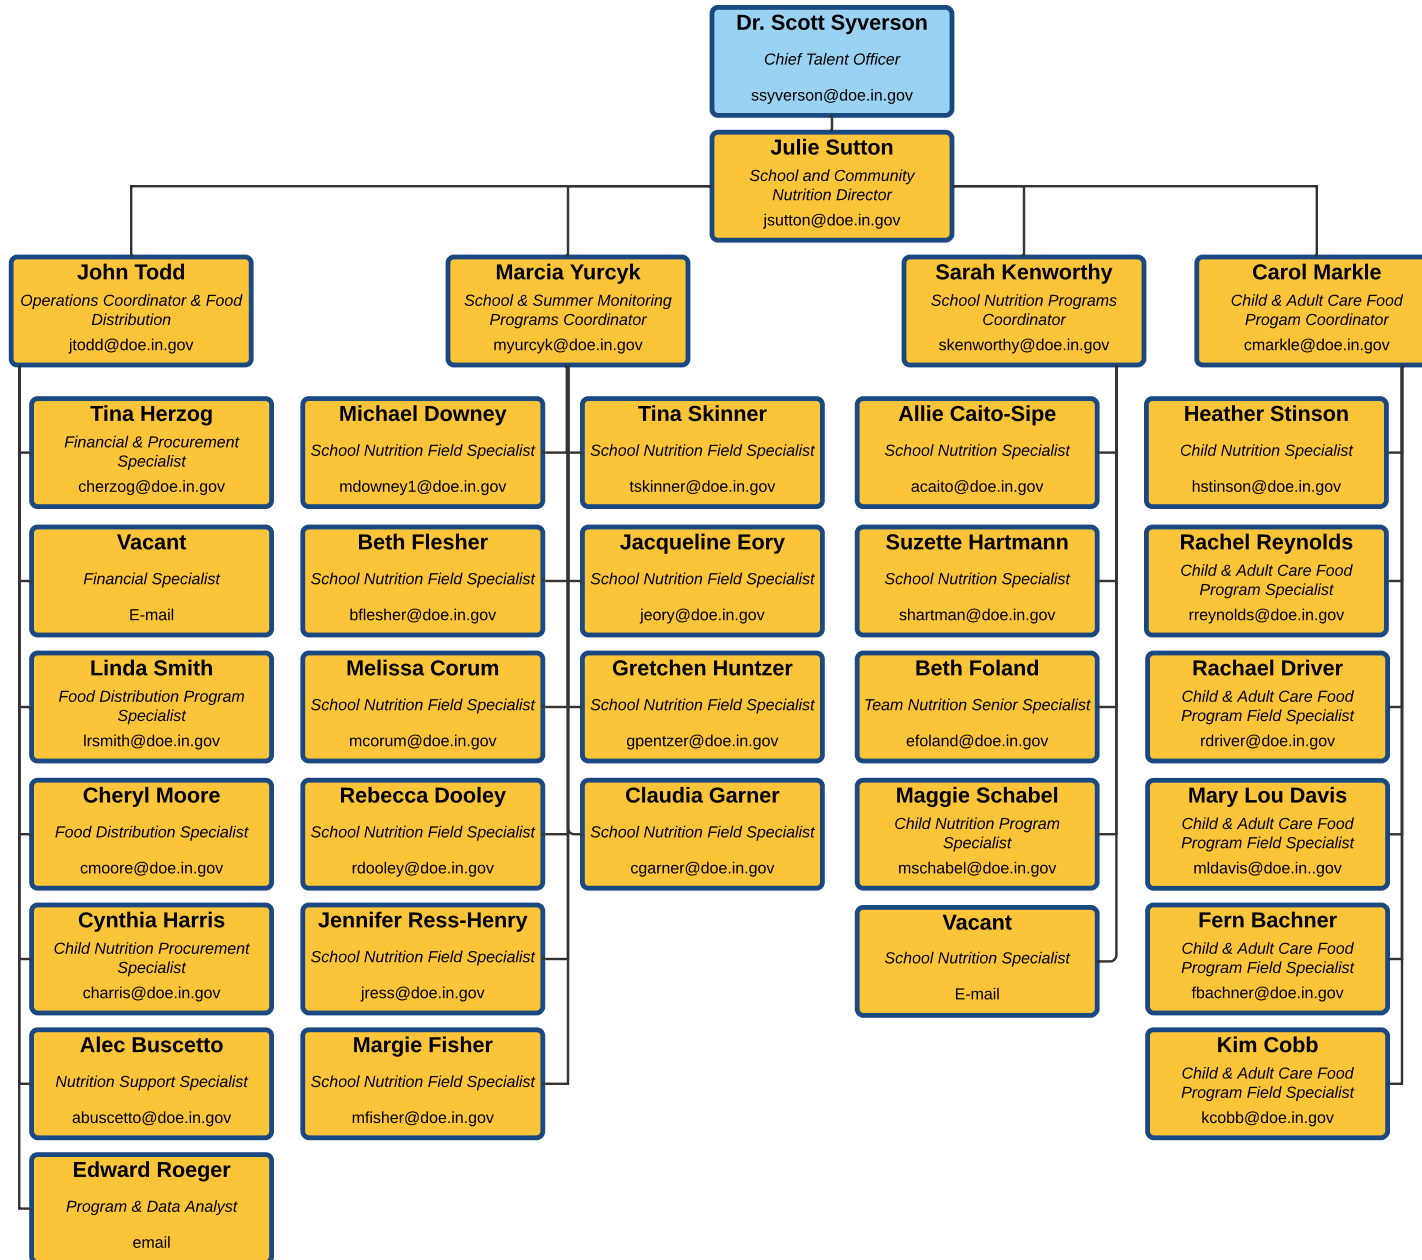 Dr. Scott Syverson
Chief Talent Officer
ssyverson@doe.in.gov
Julie Sutton
School and Community
Nutrition Director
jsutton@doe.in.gov
John Todd
Operations Coordinator & Food
Distribution
jtodd@doe.in.gov
Marcia Yurcyk
School & Summer Monitoring
Programs Coordinator
myurcyk@doe.in.gov
Sarah Kenworthy
School Nutrition Programs
Coordinator
skenworthy@doe.in.gov
Carol Markle
Child & Adult Care Food
Progam Coordinator
cmarkle@doe.in.gov
Tina Herzog
Financial & Procurement
Specialist
cherzog@doe.in.gov
Vacant
Financial Specialist
E-mail
Linda Smith
Food Distribution Program
Specialist
lrsmith@doe.in.gov
Cheryl Moore
Food Distribution Specialist
cmoore@doe.in.gov
Cynthia Harris
Child Nutrition Procurement
Specialist
charris@doe.in.gov
Alec Buscetto
Nutrition Support Specialist
abuscetto@doe.in.gov
Edward Roeger
Program & Data Analyst
email
Michael Downey
School Nutrition Field Specialist
mdowney1@doe.in.gov
Beth Flesher
School Nutrition Field Specialist
bflesher@doe.in.gov
Melissa Corum
School Nutrition Field Specialist
mcorum@doe.in.gov
Rebecca Dooley
School Nutrition Field Specialist
rdooley@doe.in.gov
Jennifer Ress-Henry
School Nutrition Field Specialist
jress@doe.in.gov
Margie Fisher
School Nutrition Field Specialist
mfisher@doe.in.gov
Tina Skinner
School Nutrition Field Specialist
tskinner@doe.in.gov
Jacqueline Eory
School Nutrition Field Specialist
jeory@doe.in.gov
Gretchen Huntzer
School Nutrition Field Specialist
gpentzer@doe.in.gov
Claudia Garner
School Nutrition Field Specialist
cgarner@doe.in.gov
Allie Caito-Sipe
School Nutrition Specialist
acaito@doe.in.gov
Suzette Hartmann
School Nutrition Specialist
shartman@doe.in.gov
Beth Foland
Team Nutrition Senior Specialist
efoland@doe.in.gov
Maggie Schabel
Child Nutrition Program
Specialist
mschabel@doe.in.gov
Vacant
School Nutrition Specialist
E-mail
Heather Stinson
Child Nutrition Specialist
hstinson@doe.in.gov
Rachel Reynolds
Child & Adult Care Food
Program Specialist
rreynolds@doe.in.gov
Rachael Driver
Child & Adult Care Food
Program Field Specialist
rdriver@doe.in.gov
Mary Lou Davis
Child & Adult Care Food
Program Field Specialist
mldavis@doe.in..gov
Fern Bachner
Child & Adult Care Food
Program Field Specialist
fbachner@doe.in.gov
Kim Cobb
Child & Adult Care Food
Program Field Specialist
kcobb@doe.in.gov